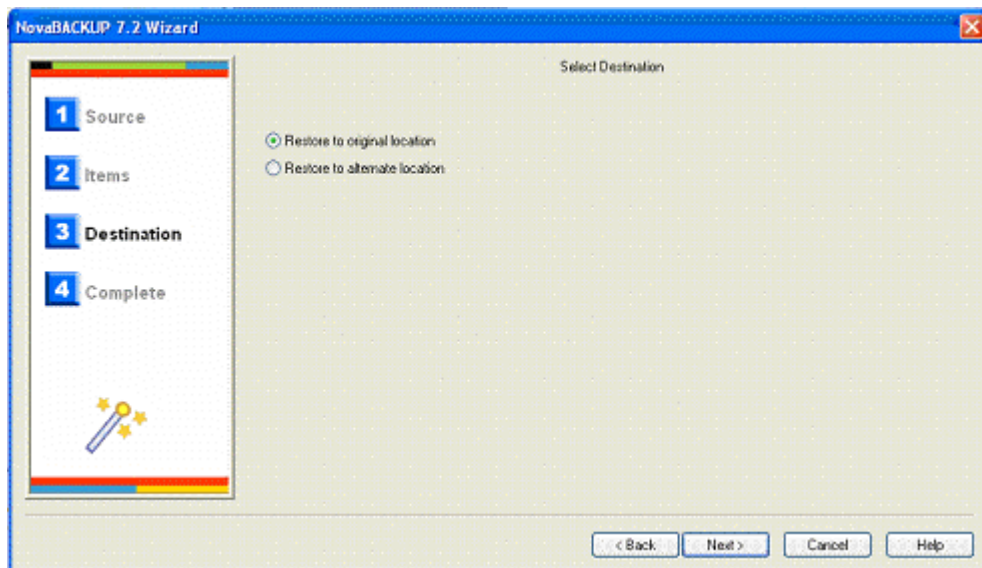 NovaBACKUP 7.2 Wizard
Select Destination
1 Source
2 Items
3 Destination
4 Complete
Restore to original location
Restore to alternate location
< Back
Next >
Cancel
Help